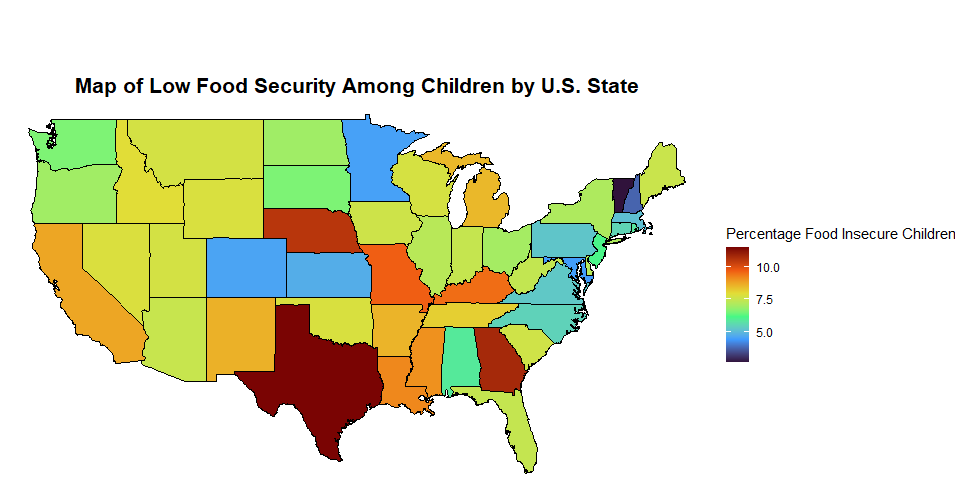 Map of Low Food Security Among Children by U.S. State
Percentage Food Insecure Children
10.0
7.5
5.0